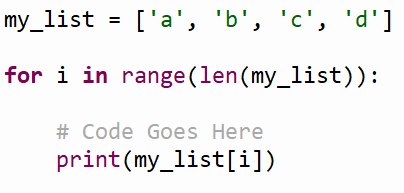 my_list = ['a', 'b', 'c', 'd']
for i in range(len(my_list)):
    # Code Goes Here
    print(my_list[i])